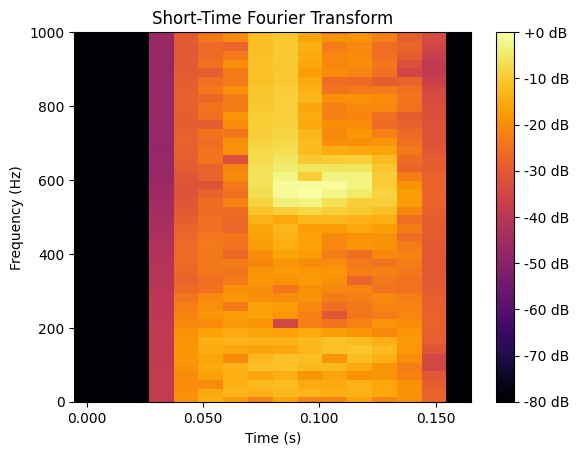 Short-Time Fourier Transform
1000
800
600
400
200
0
Frequency (Hz)
0.000
0.050
0.100
0.150
Time (s)
+0 dB
-10 dB
-20 dB
-30 dB
-40 dB
-50 dB
-60 dB
-70 dB
-80 dB